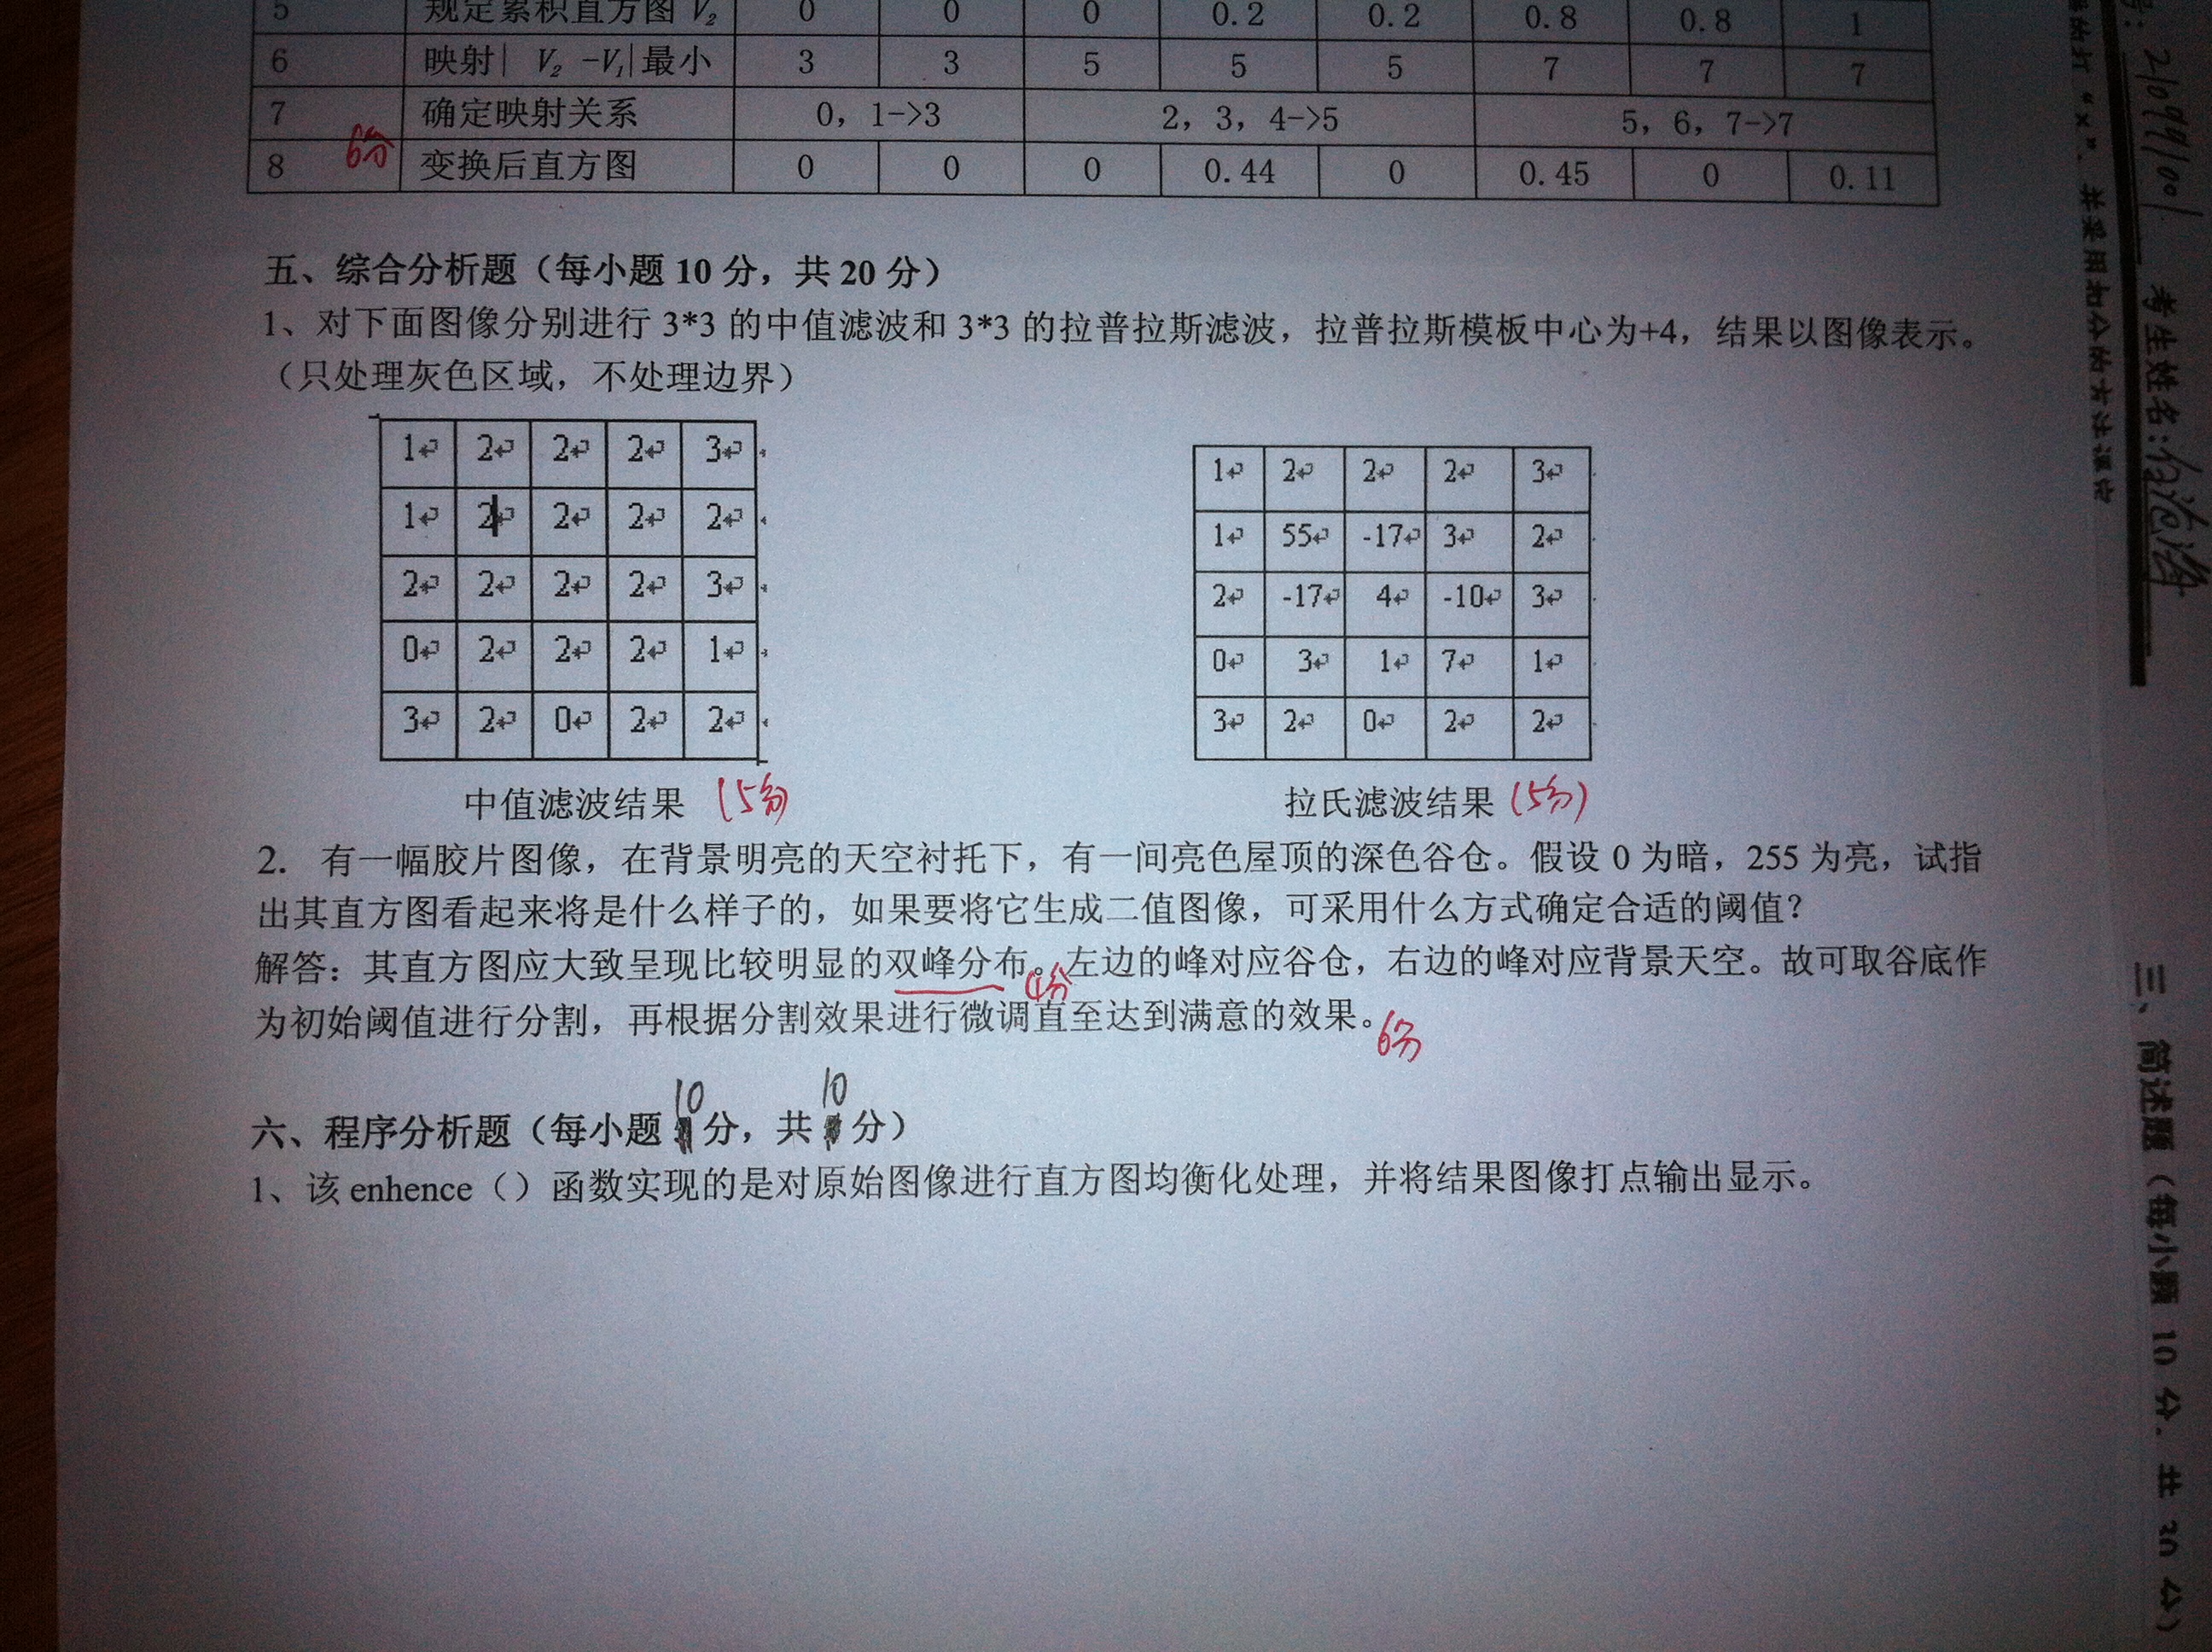 5 规定累积直方图 V₂ 0 0 0 0.2 0.2 0.8 0.8 1
6 映射| V₂ -V₁|最小 3 3 5 5 5 7 7 7
7 确定映射关系 0, 1->3 2, 3, 4->5 5, 6, 7->7
8 6分 变换后直方图 0 0 0 0.44 0 0.45 0 0.11
五、综合分析题（每小题 10 分，共 20 分）
1、对下面图像分别进行 3*3 的中值滤波和 3*3 的拉普拉斯滤波，拉普拉斯模板中心为+4，结果以图像表示。
（只处理灰色区域，不处理边界）
1 2 2 2 3
1 2 2 2 2
2 2 2 2 3
0 2 2 2 1
3 2 0 2 2
中值滤波结果 (5分)
1 2 2 2 3
1 55 -17 3 2
2 -17 4 -10 3
0 3 1 7 1
3 2 0 2 2
拉氏滤波结果 (5分)
2. 有一幅胶片图像，在背景明亮的天空衬托下，有一间亮色屋顶的深色谷仓。假设 0 为暗，255 为亮，试指
出其直方图看起来将是什么样子的，如果要将它生成二值图像，可采用什么方式确定合适的阈值？
解答：其直方图应大致呈现比较明显的双峰分布。左边的峰对应谷仓，右边的峰对应背景天空。故可取谷底作
4分
为初始阈值进行分割，再根据分割效果进行微调直至达到满意的效果。
6分
10 10
六、程序分析题（每小题 分，共 分）
1、该 enhence（）函数实现的是对原始图像进行直方图均衡化处理，并将结果图像打点输出显示。
号: 210991001 考生姓名:
三、简述题（每小题 10 分，共 30 分）